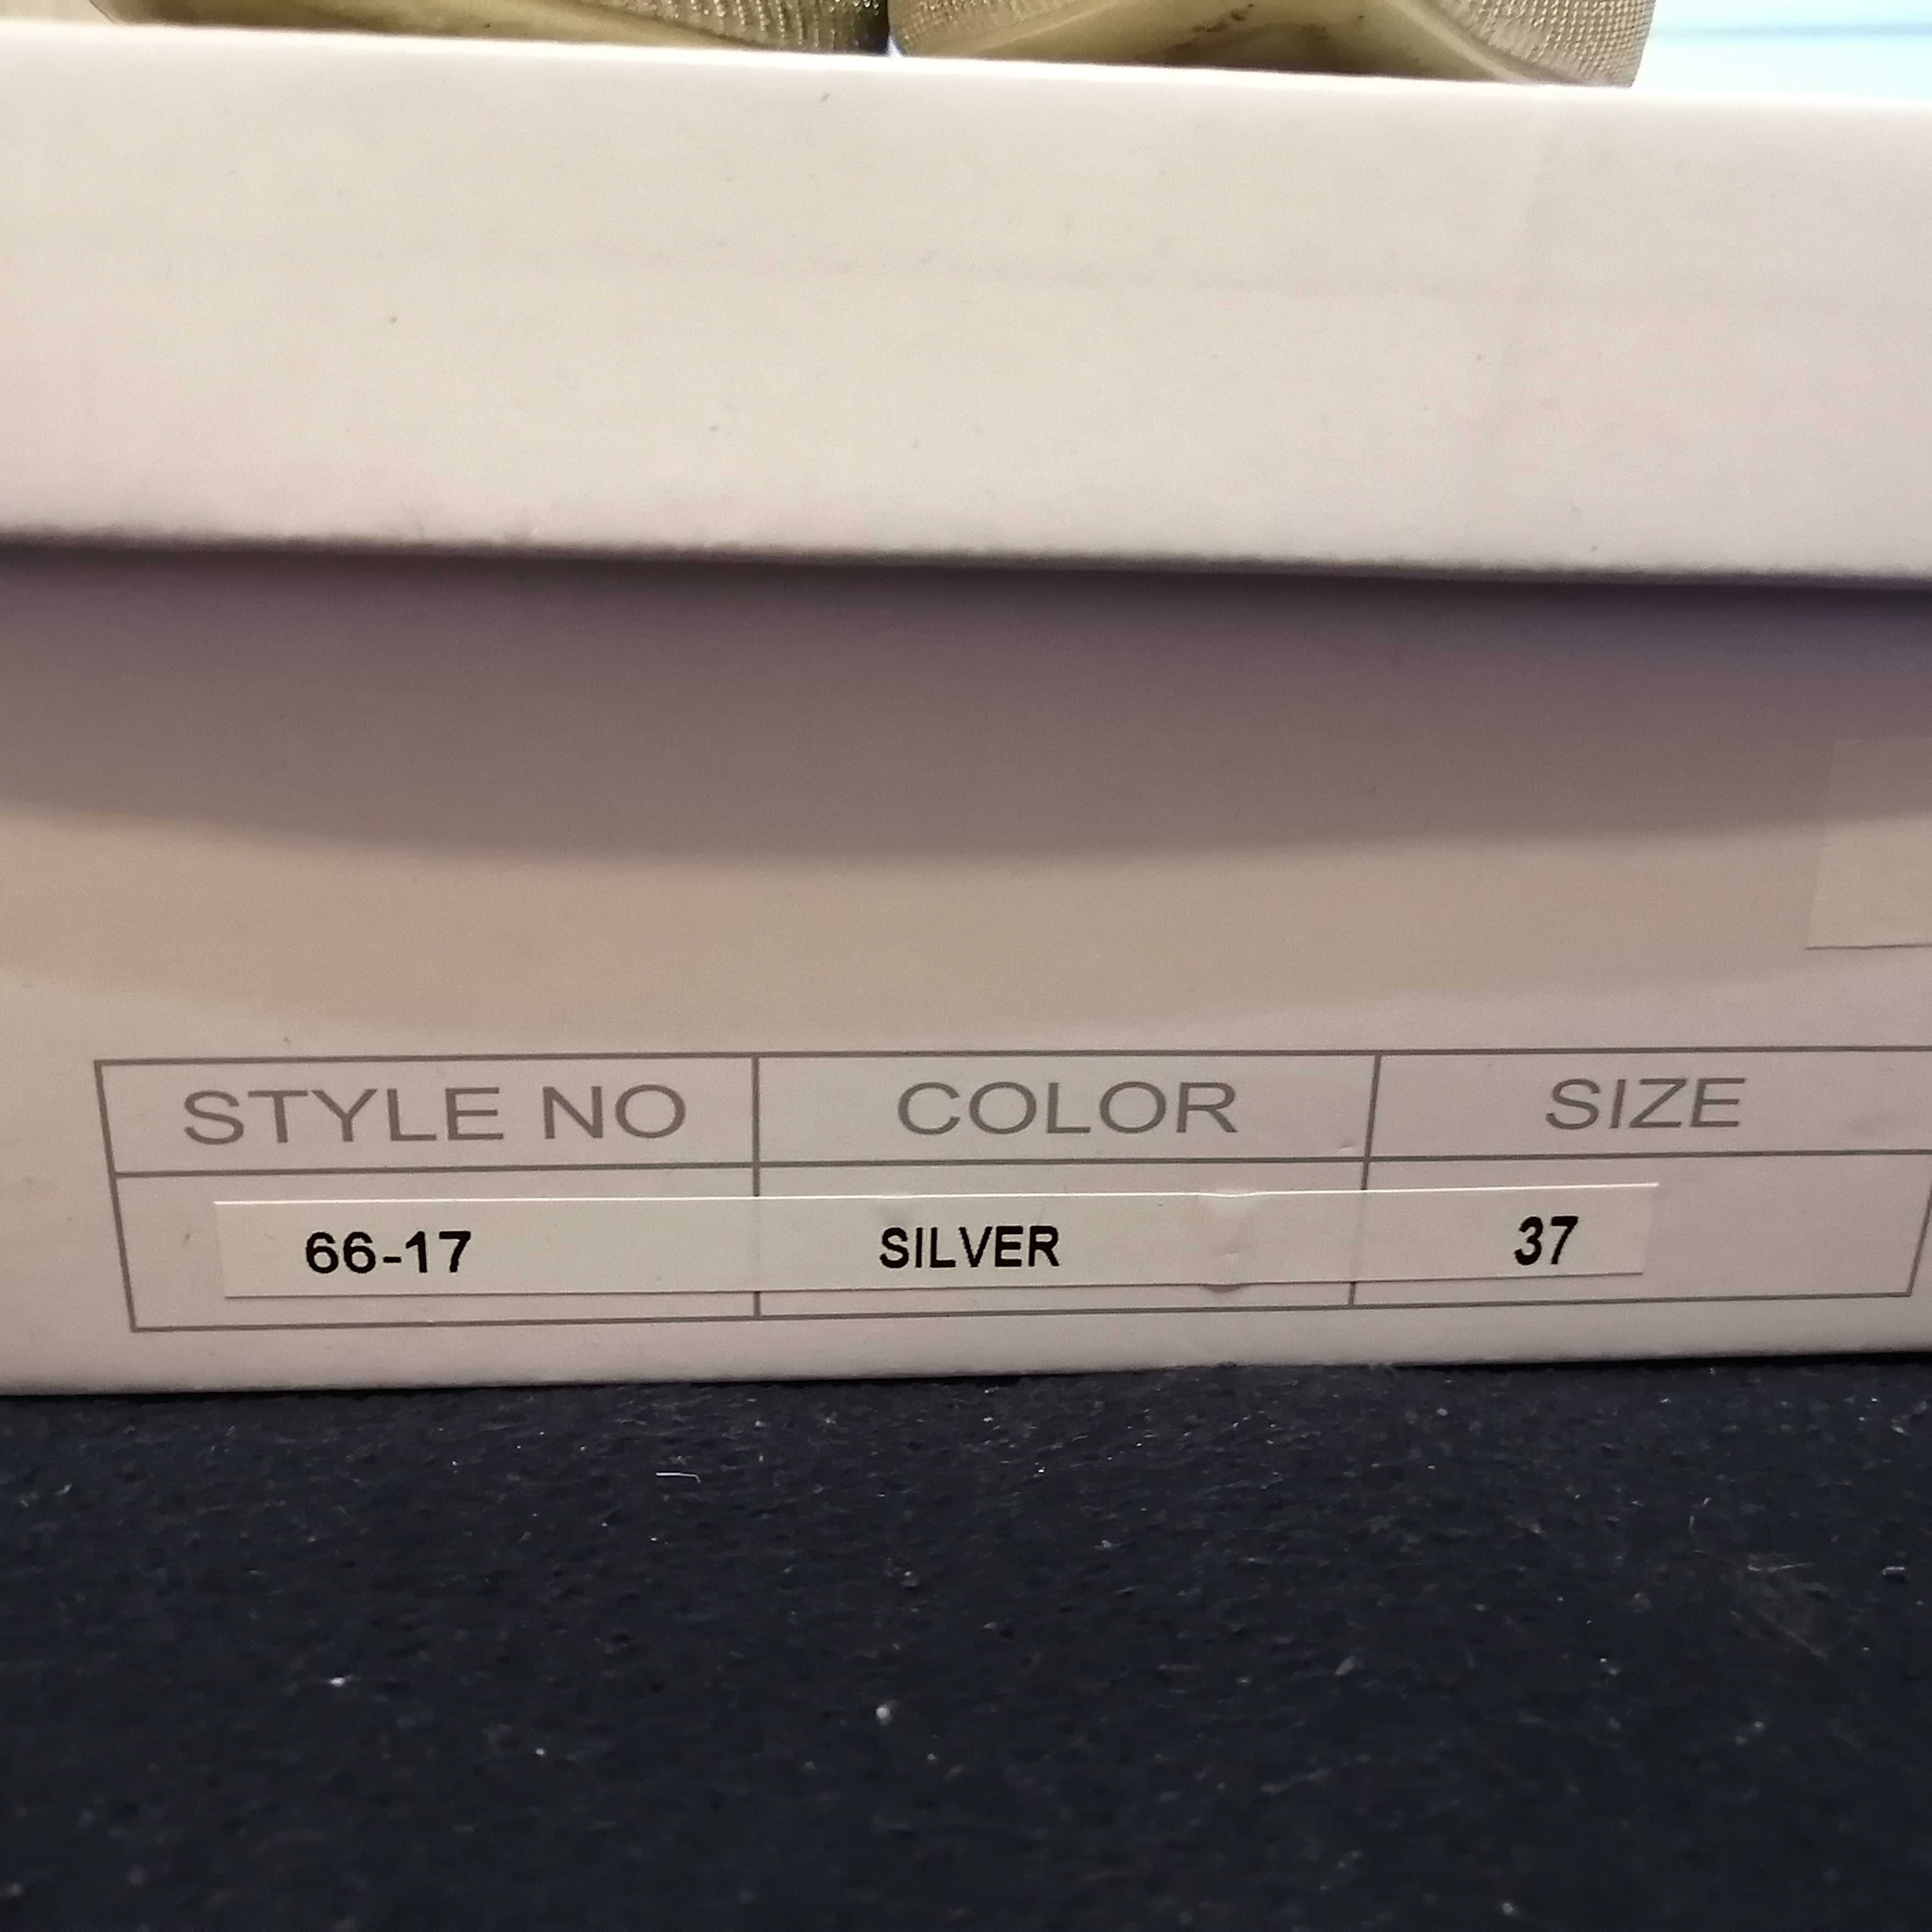 STYLE NO COLOR SIZE
66-17 SILVER 37